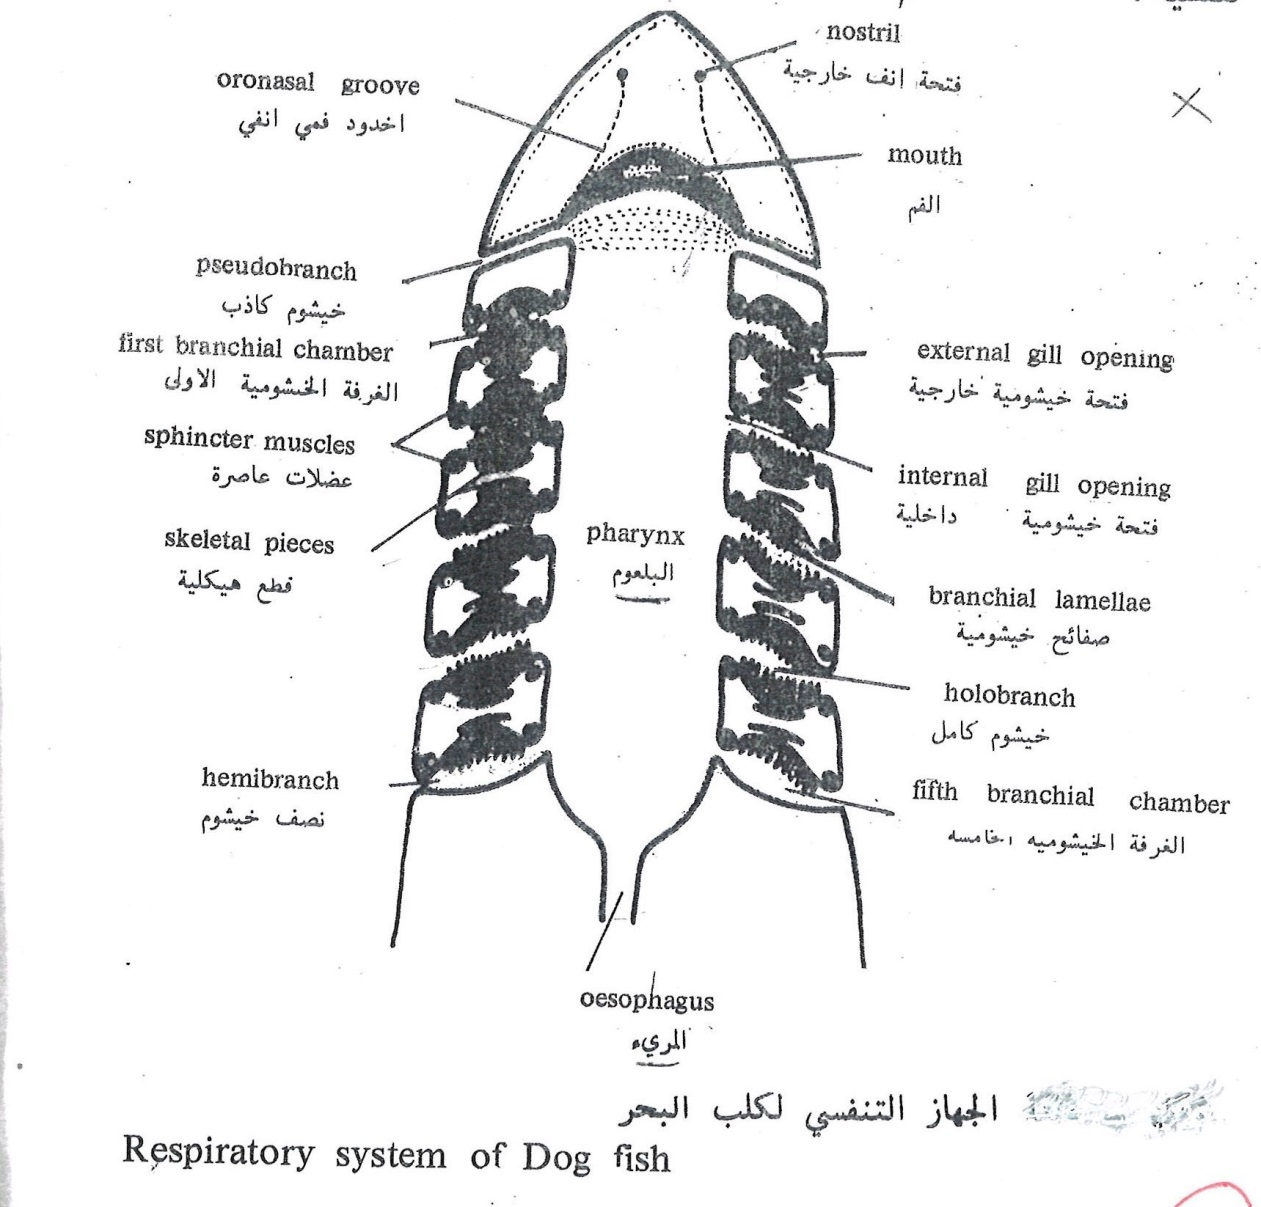 nostril
فتحة انف خارجية
oronasal groove
اخدود فمي انفي
mouth
الفم
pseudobranch
خيشوم كاذب
first branchial chamber
الغرفة الخشومية الاولى
external gill opening
فتحة خيشومية خارجية
sphincter muscles
عضلات عاصرة
internal gill opening
فتحة خيشومية داخلية
skeletal pieces
قطع هيكلية
pharynx
البلعوم
branchial lamellae
صفائح خيشومية
holobranch
خيشوم كامل
hemibranch
نصف خيشوم
fifth branchial chamber
الغرفة الخيشوميه الخامسه
oesophagus
المريء
الجهاز التنفسي لكلب البحر
Respiratory system of Dog fish